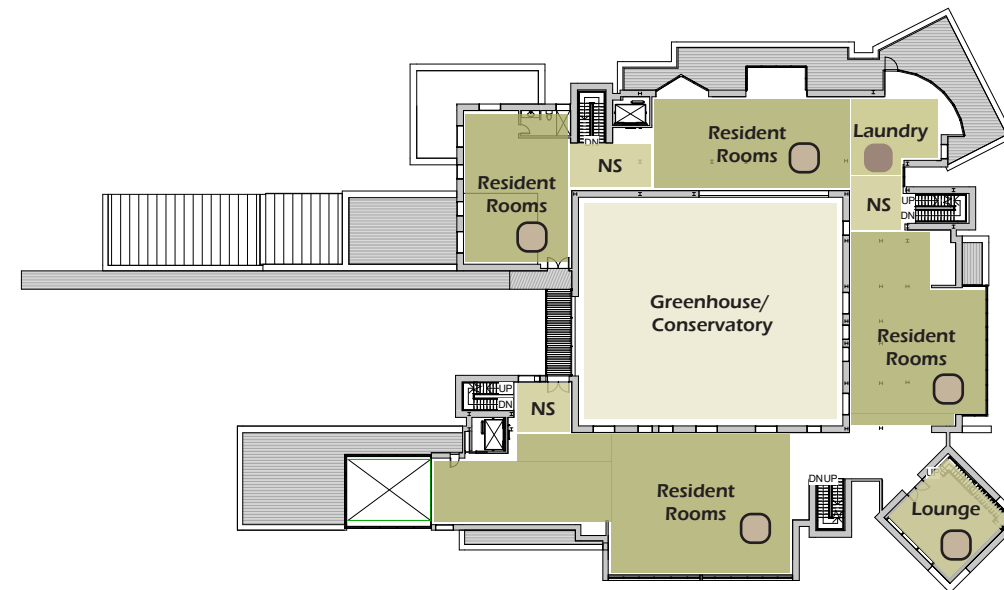 DN
Resident
Rooms
Laundry
NS
Resident
Rooms
NS
UP
DN
Greenhouse/
Conservatory
Resident
Rooms
UP
DN
NS
Resident
Rooms
DN UP
UP
Lounge